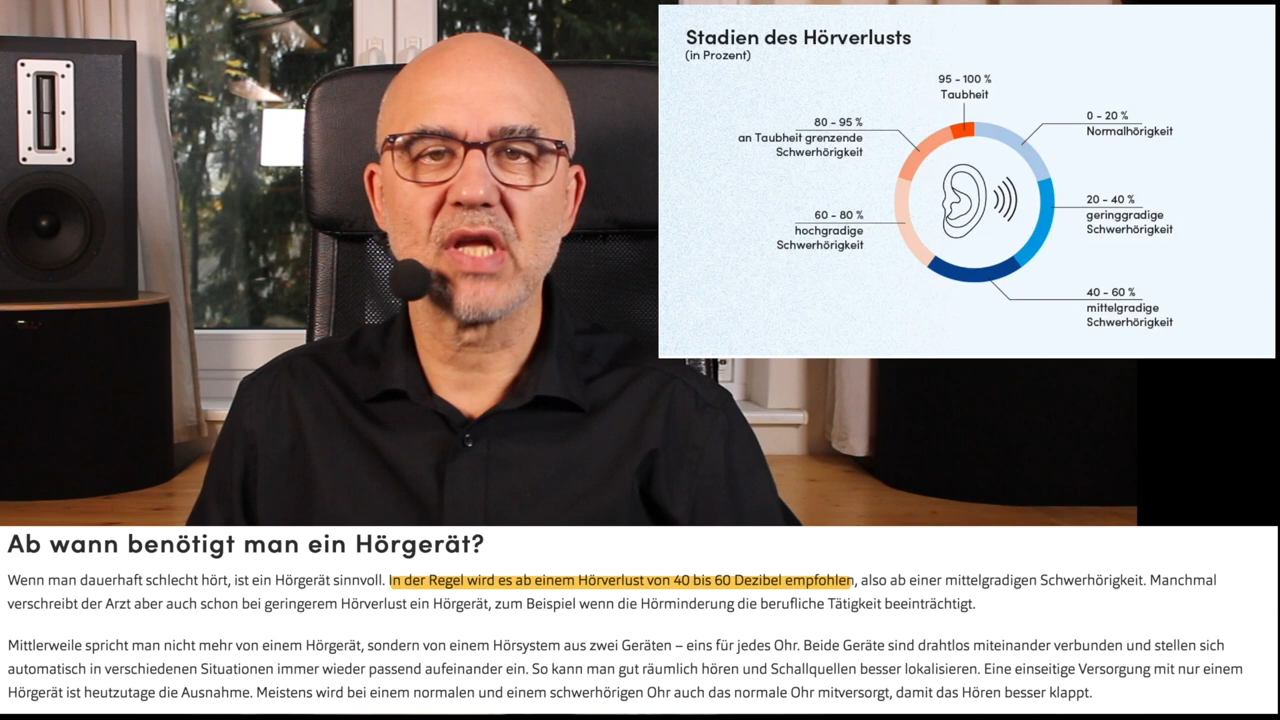 Stadien des Hörverlusts
(in Prozent)
95 - 100 %
Taubheit
80 - 95 %
an Taubheit grenzende
Schwerhörigkeit
0 - 20 %
Normalhörigkeit
60 - 80 %
hochgradige
Schwerhörigkeit
20 - 40 %
geringgradige
Schwerhörigkeit
40 - 60 %
mittelgradige
Schwerhörigkeit
Ab wann benötigt man ein Hörgerät?
Wenn man dauerhaft schlecht hört, ist ein Hörgerät sinnvoll. In der Regel wird es ab einem Hörverlust von 40 bis 60 Dezibel empfohlen, also ab einer mittelgradigen Schwerhörigkeit. Manchmal
verschreibt der Arzt aber auch schon bei geringerem Hörverlust ein Hörgerät, zum Beispiel wenn die Hörminderung die berufliche Tätigkeit beeinträchtigt.
Mittlerweile spricht man nicht mehr von einem Hörgerät, sondern von einem Hörsystem aus zwei Geräten – eins für jedes Ohr. Beide Geräte sind drahtlos miteinander verbunden und stellen sich
automatisch in verschiedenen Situationen immer wieder passend aufeinander ein. So kann man gut räumlich hören und Schallquellen besser lokalisieren. Eine einseitige Versorgung mit nur einem
Hörgerät ist heutzutage die Ausnahme. Meistens wird bei einem normalen und einem schwerhörigen Ohr auch das normale Ohr mitversorgt, damit das Hören besser klappt.